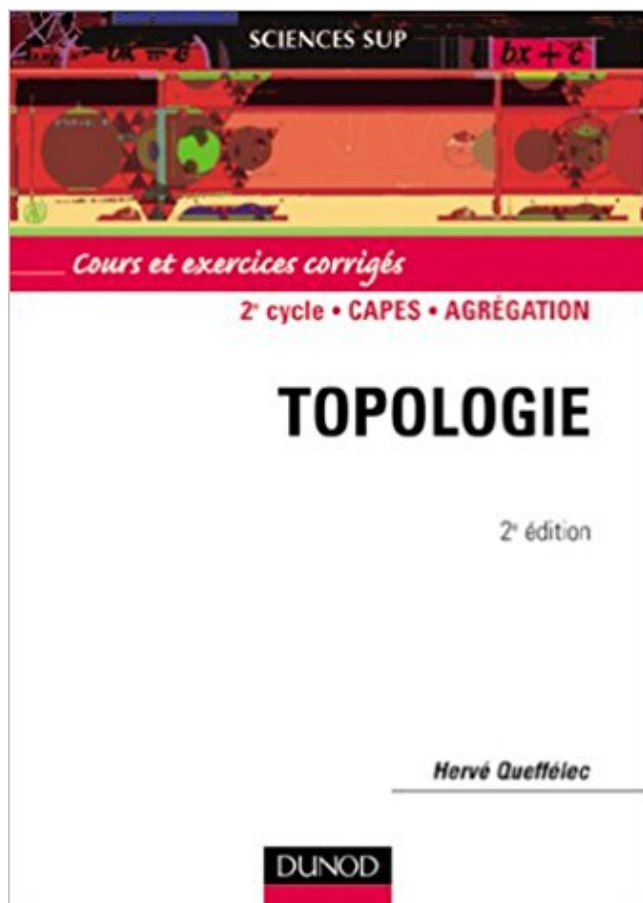 SCIENCES SUP
bx + c
Cours et exercices corrigés
2e cycle • CAPES • AGRÉGATION
TOPOLOGIE
2e édition
Hervé Queffélec
DUNOD